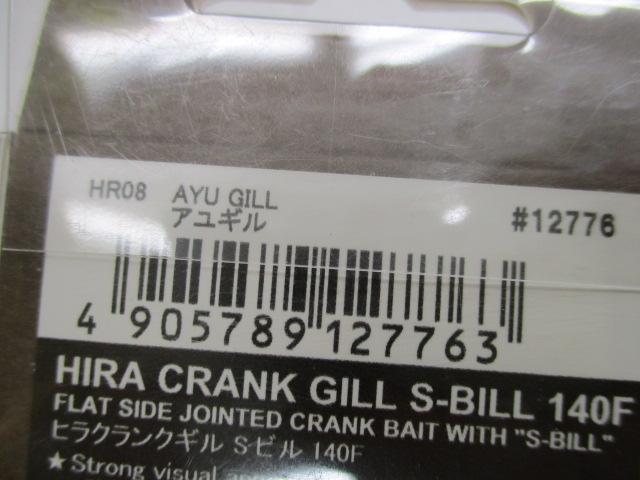 HR08 AYU GILL
アユギル
#12776
4 905789 127763
HIRA CRANK GILL S-BILL 140F
FLAT SIDE JOINTED CRANK BAIT WITH "S-BILL"
ヒラクランクギル Sビル 140F
★Strong visual